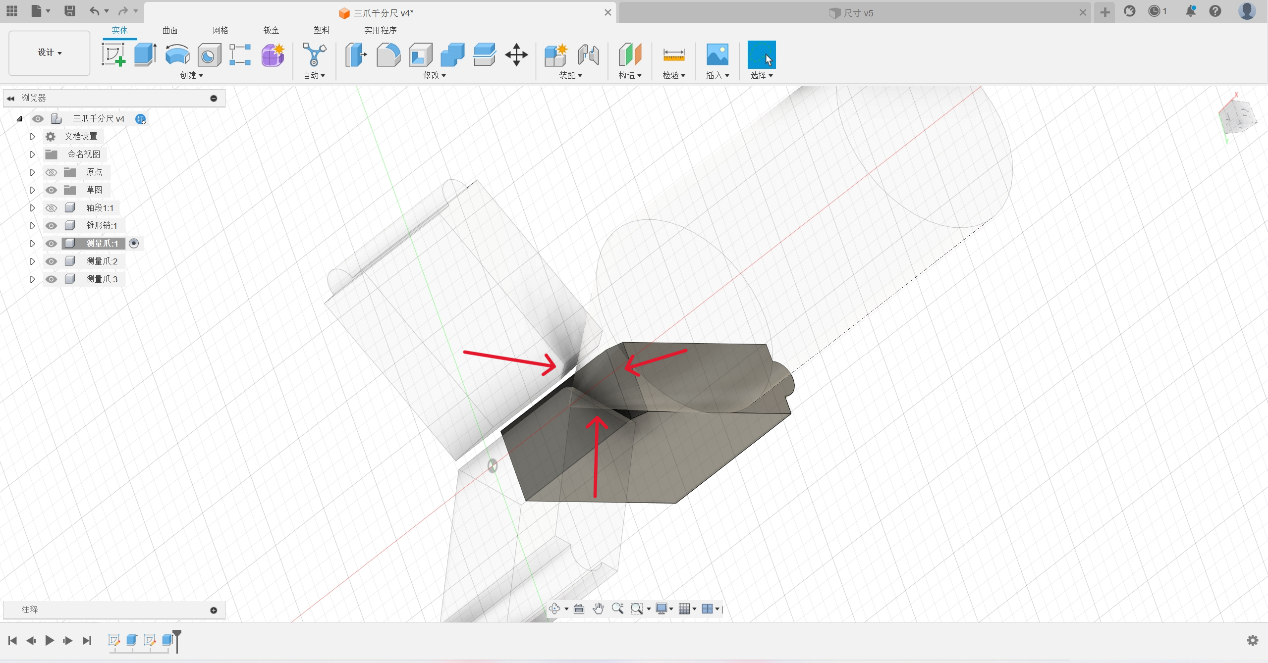 三爪千分尺 v4*
尺寸 v5
1
实体
曲面
网格
钣金
塑料
实用程序
设计
创建
自动
修改
装配
构造
检验
插入
选择
浏览器
三爪千分尺 v4
文档设置
命名视图
原点
草图
轴段1:1
锥形销:1
测量爪:1
测量爪:2
测量爪:3
X
注释